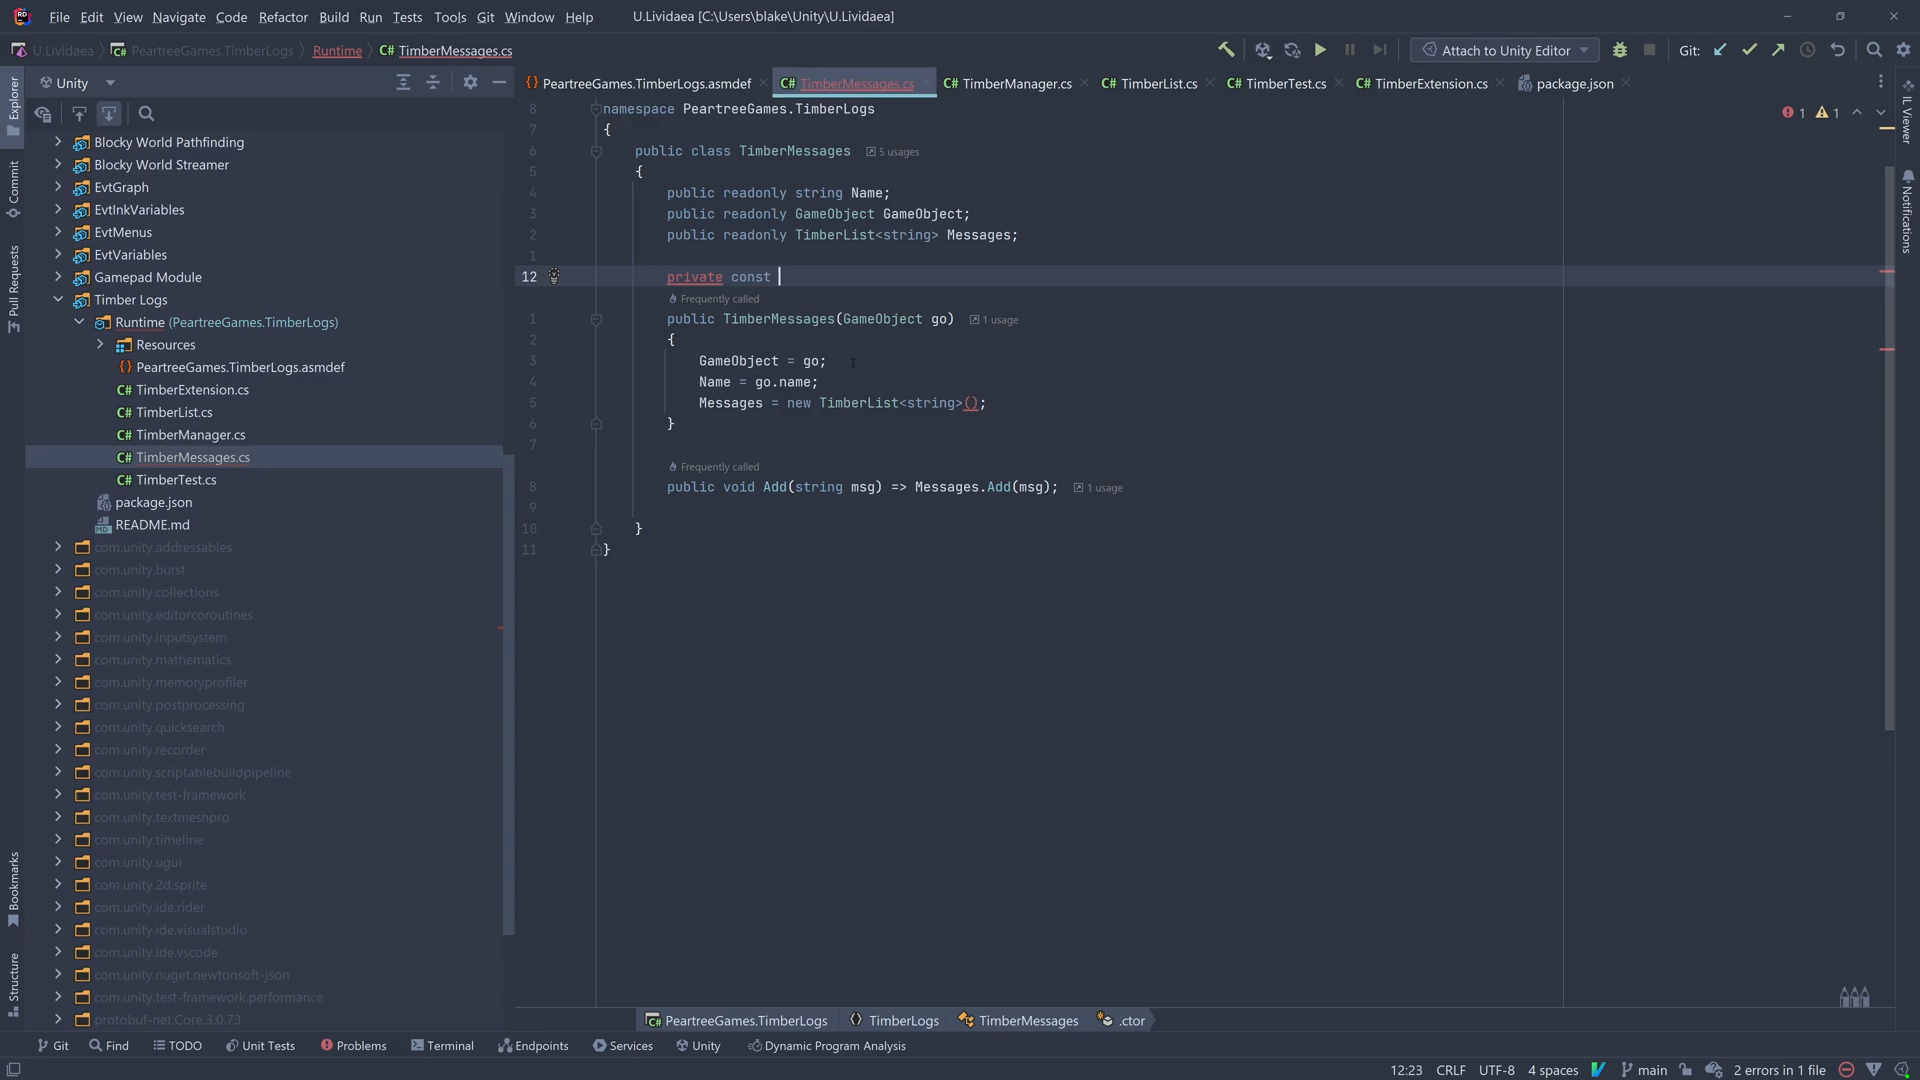 File Edit View Navigate Code Refactor Build Run Tests Tools Git Window Help U.Lividaea [C:\Users\blake\Unity\U.Lividaea]
U.Lividaea PeartreeGames.TimberLogs Runtime C# TimberMessages.cs Attach to Unity Editor Git:
Unity
PeartreeGames.TimberLogs.asmdef C# TimberMessages.cs C# TimberManager.cs C# TimberList.cs C# TimberTest.cs C# TimberExtension.cs package.json
Explorer
Commit
Pull Requests
Bookmarks
Structure
Blocky World Pathfinding
Blocky World Streamer
EvtGraph
EvtInkVariables
EvtMenus
EvtVariables
Gamepad Module
Timber Logs
Runtime (PeartreeGames.TimberLogs)
Resources
PeartreeGames.TimberLogs.asmdef
C# TimberExtension.cs
C# TimberList.cs
C# TimberManager.cs
C# TimberMessages.cs
C# TimberTest.cs
package.json
README.md
com.unity.addressables
com.unity.burst
com.unity.collections
com.unity.editorcoroutines
com.unity.inputsystem
com.unity.mathematics
com.unity.memoryprofiler
com.unity.postprocessing
com.unity.quicksearch
com.unity.recorder
com.unity.scriptablebuildpipeline
com.unity.test-framework
com.unity.textmeshpro
com.unity.timeline
com.unity.ugui
com.unity.2d.sprite
com.unity.ide.rider
com.unity.ide.visualstudio
com.unity.ide.vscode
com.unity.nuget.newtonsoft-json
com.unity.test-framework.performance
protobuf-net.Core.3.0.73
8 namespace PeartreeGames.TimberLogs
7 {
6 public class TimberMessages 5 usages
5 {
4 public readonly string Name;
3 public readonly GameObject GameObject;
2 public readonly TimberList<string> Messages;
1
12 private const
Frequently called
1 public TimberMessages(GameObject go) 1 usage
2 {
3 GameObject = go;
4 Name = go.name;
5 Messages = new TimberList<string>();
6 }
7
Frequently called
8 public void Add(string msg) => Messages.Add(msg); 1 usage
9
10 }
11 }
1 1
IL Viewer
Notifications
PeartreeGames.TimberLogs TimberLogs TimberMessages .ctor
Git Find TODO Unit Tests Problems Terminal Endpoints Services Unity Dynamic Program Analysis
12:23 CRLF UTF-8 4 spaces main 2 errors in 1 file